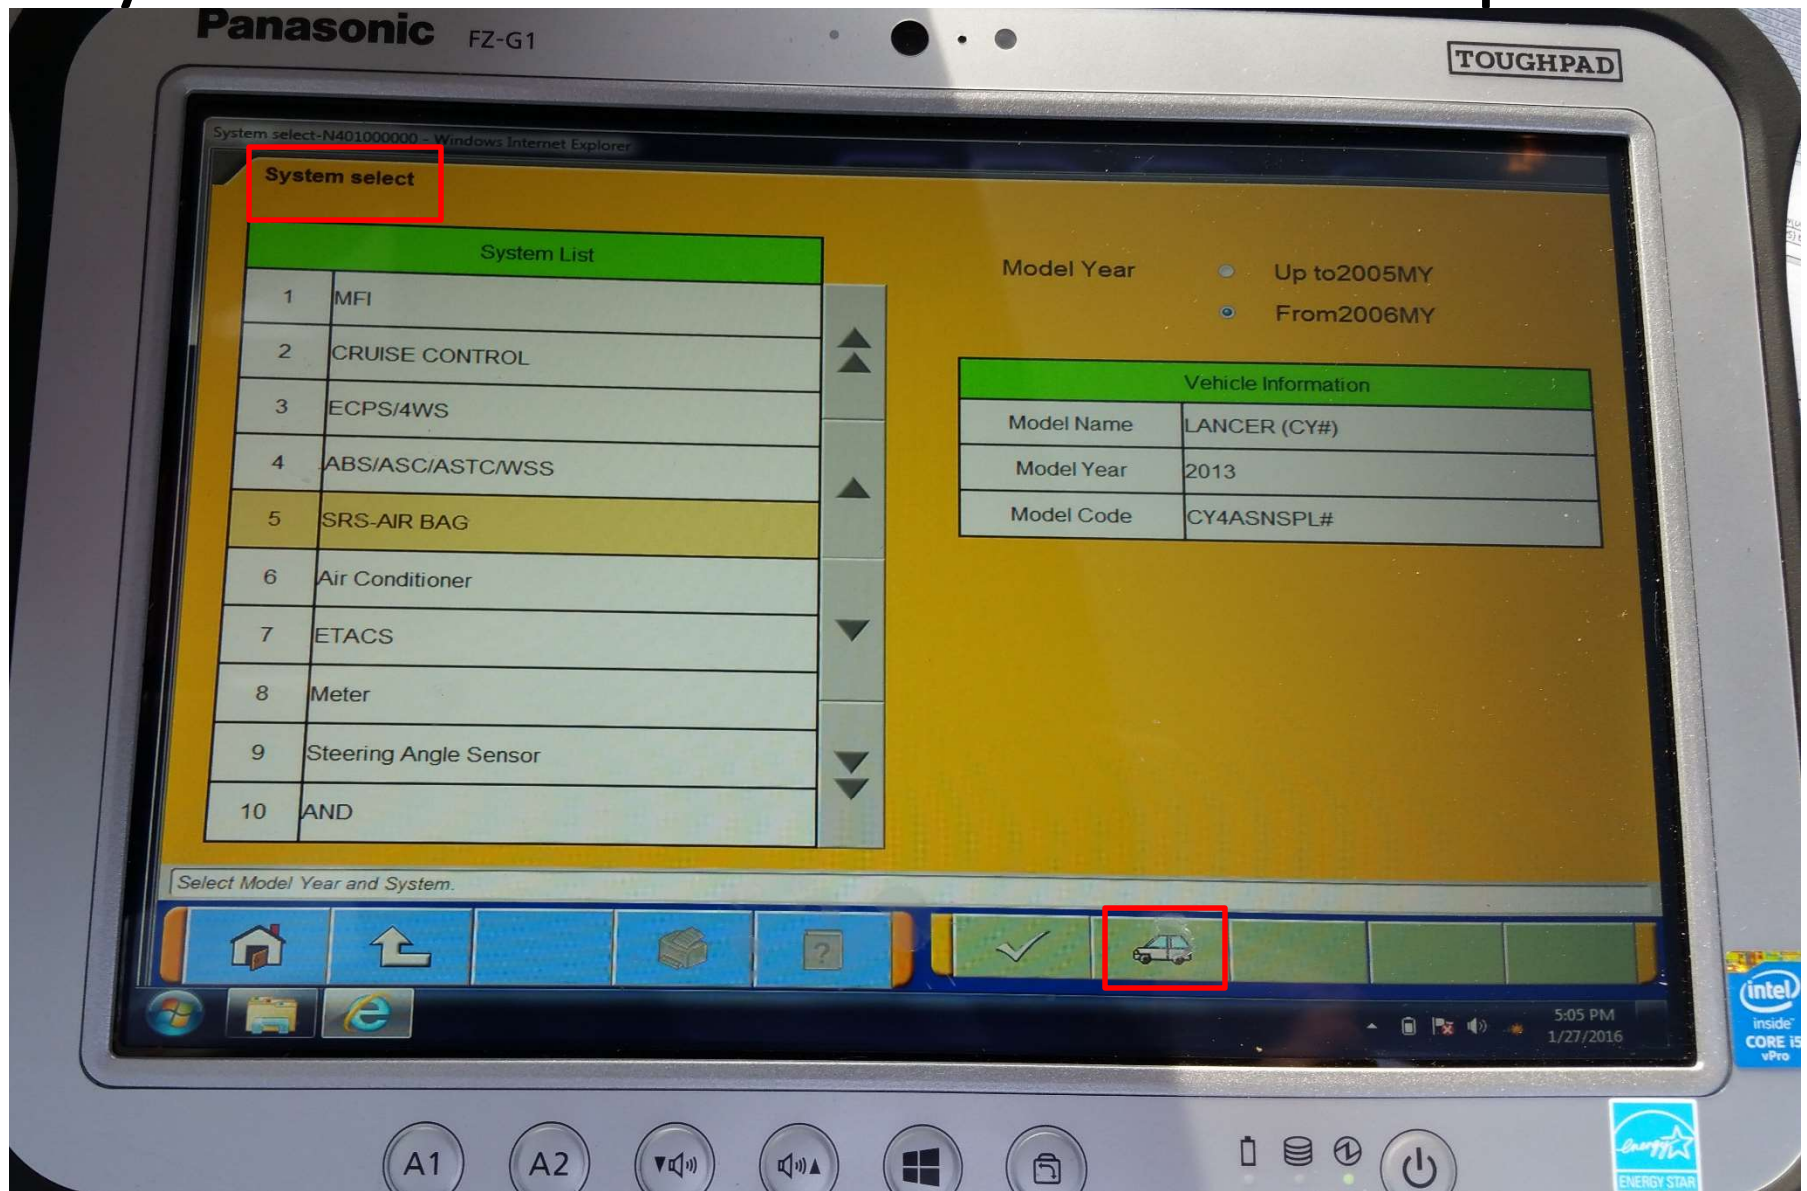 Panasonic FZ-G1
TOUGHPAD
System select-N401000000 - Windows Internet Explorer
System select
System List
1 MFI
2 CRUISE CONTROL
3 ECPS/4WS
4 ABS/ASC/ASTC/WSS
5 SRS-AIR BAG
6 Air Conditioner
7 ETACS
8 Meter
9 Steering Angle Sensor
10 AND
Model Year
Up to2005MY
From2006MY
Vehicle Information
Model Name LANCER (CY#)
Model Year 2013
Model Code CY4ASNSPL#
Select Model Year and System.
?
5:05 PM
1/27/2016
intel
inside™
CORE i5
vPro
A1
A2
energy
ENERGY STAR